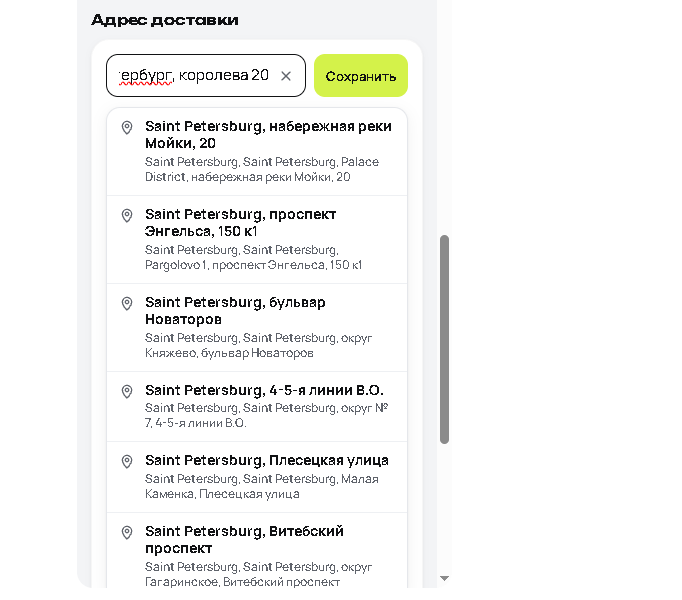 Адрес доставки
ербург, королева 20
Сохранить
Saint Petersburg, набережная реки
Мойки, 20
Saint Petersburg, Saint Petersburg, Palace
District, набережная реки Мойки, 20
Saint Petersburg, проспект
Энгельса, 150 к1
Saint Petersburg, Saint Petersburg,
Pargolovo 1, проспект Энгельса, 150 к1
Saint Petersburg, бульвар
Новаторов
Saint Petersburg, Saint Petersburg, округ
Княжево, бульвар Новаторов
Saint Petersburg, 4-5-я линии В.О.
Saint Petersburg, Saint Petersburg, округ №
7, 4-5-я линии В.О.
Saint Petersburg, Плесецкая улица
Saint Petersburg, Saint Petersburg, Малая
Каменка, Плесецкая улица
Saint Petersburg, Витебский
проспект
Saint Petersburg, Saint Petersburg, округ
Гагаринское, Витебский проспект